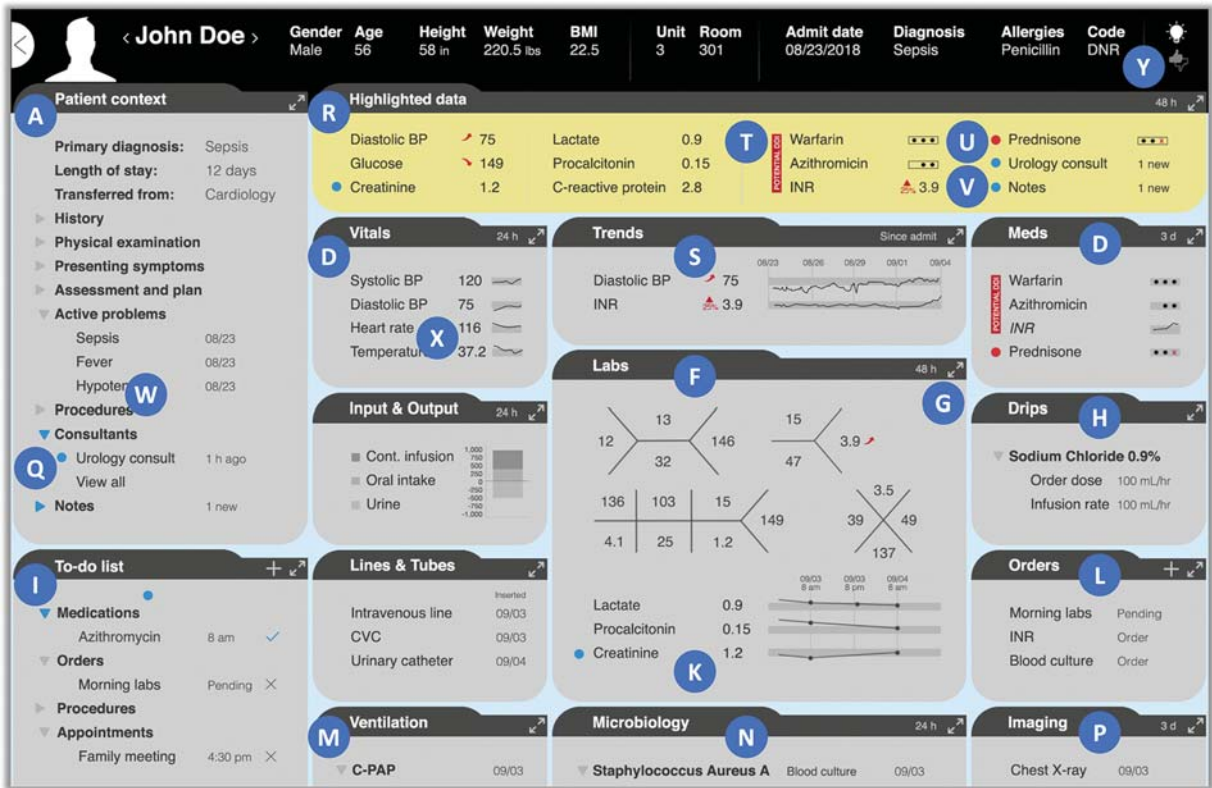 ‹ John Doe ›
Gender Age Height Weight BMI Unit Room Admit date Diagnosis Allergies Code
Male 56 58 in 220.5 lbs 22.5 3 301 08/23/2018 Sepsis Penicillin DNR
Y
A Patient context
Primary diagnosis: Sepsis
Length of stay: 12 days
Transferred from: Cardiology
History
Physical examination
Presenting symptoms
Assessment and plan
Active problems
Sepsis 08/23
Fever 08/23
Hypoten 08/23
W
Procedures
Consultants
Q Urology consult 1 h ago
View all
Notes 1 new
I To-do list +
Medications
Azithromycin 8 am
Orders
Morning labs Pending
Procedures
Appointments
Family meeting 4:30 pm
R Highlighted data 48 h
Diastolic BP 75 Lactate 0.9 T Warfarin U Prednisone
Glucose 149 Procalcitonin 0.15 Azithromicin Urology consult 1 new
Creatinine 1.2 C-reactive protein 2.8 INR 25% 3.9 V Notes 1 new
POTENTIAL DDI
D Vitals 24 h
Systolic BP 120
Diastolic BP 75
Heart rate 116
X
Temperatur 37.2
Input & Output 24 h
Cont. infusion
Oral intake
Urine
1,000
750
500
250
0
-250
-500
-750
-1,000
Lines & Tubes
Inserted
Intravenous line 09/03
CVC 09/03
Urinary catheter 09/04
M Ventilation
C-PAP 09/03
Trends S Since admit
08/23 08/26 08/29 09/01 09/04
Diastolic BP 75
INR 25% 3.9
Labs F 48 h
G
13
12 146
32
15
3.9
47
136 103 15
149
4.1 25 1.2
3.5
39 49
137
09/03 09/03 09/04
8 am 8 pm 8 am
Lactate 0.9
Procalcitonin 0.15
Creatinine 1.2
K
Microbiology N 24 h
Staphylococcus Aureus A Blood culture 09/03
Meds D 3 d
POTENTIAL DDI
Warfarin
Azithromicin
INR
Prednisone
Drips H
Sodium Chloride 0.9%
Order dose 100 mL/hr
Infusion rate 100 mL/hr
Orders L +
Morning labs Pending
INR Order
Blood culture Order
Imaging P 3 d
Chest X-ray 09/03